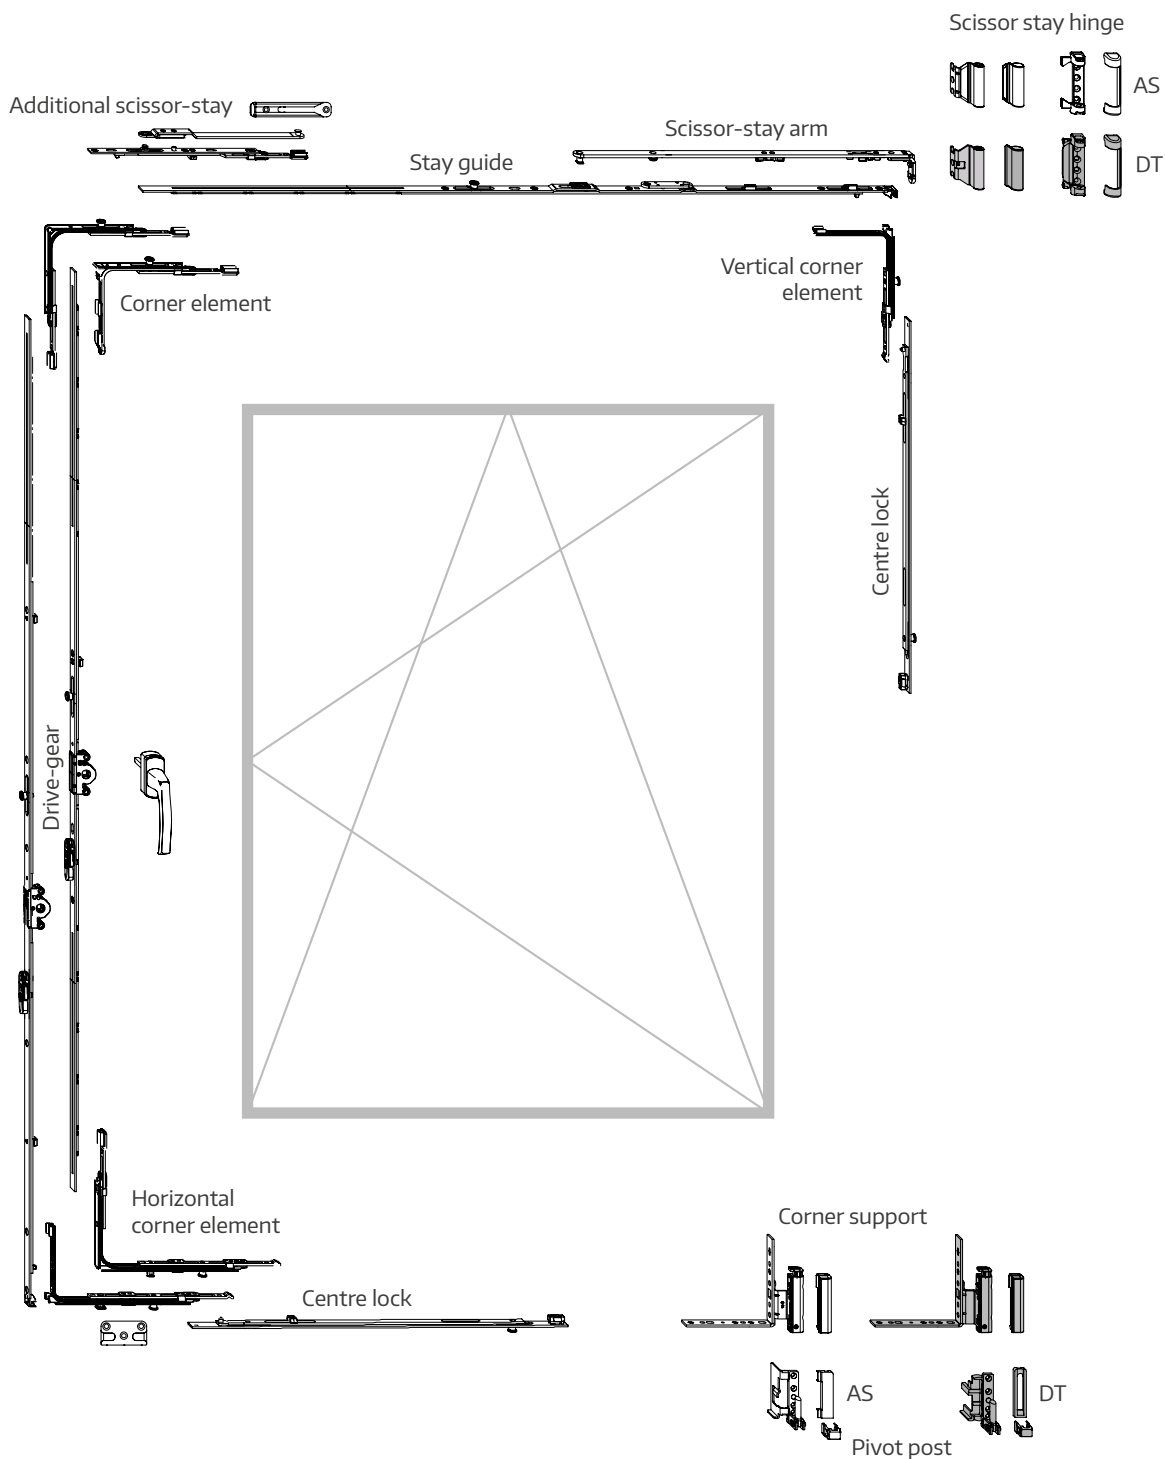 Scissor stay hinge
AS
Additional scissor-stay
Scissor-stay arm
Stay guide
DT
Vertical corner
element
Corner element
Centre lock
Drive-gear
Horizontal
corner element
Corner support
Centre lock
AS
DT
Pivot post